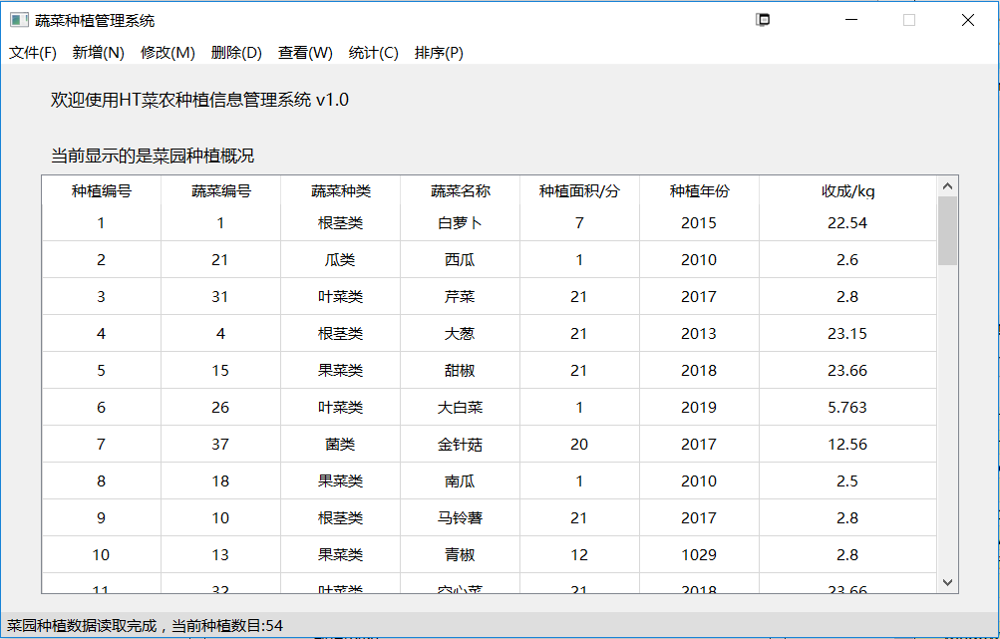 蔬菜种植管理系统
文件(F) 新增(N) 修改(M) 删除(D) 查看(W) 统计(C) 排序(P)
欢迎使用HT菜农种植信息管理系统 v1.0
当前显示的是菜园种植概况
种植编号 蔬菜编号 蔬菜种类 蔬菜名称 种植面积/分 种植年份 收成/kg
1 1 根茎类 白萝卜 7 2015 22.54
2 21 瓜类 西瓜 1 2010 2.6
3 31 叶菜类 芹菜 21 2017 2.8
4 4 根茎类 大葱 21 2013 23.15
5 15 果菜类 甜椒 21 2018 23.66
6 26 叶菜类 大白菜 1 2019 5.763
7 37 菌类 金针菇 20 2017 12.56
8 18 果菜类 南瓜 1 2010 2.5
9 10 根茎类 马铃薯 21 2017 2.8
10 13 果菜类 青椒 12 1029 2.8
11 32 叶菜类 空心菜 21 2018 23.66
菜园种植数据读取完成，当前种植数目:54